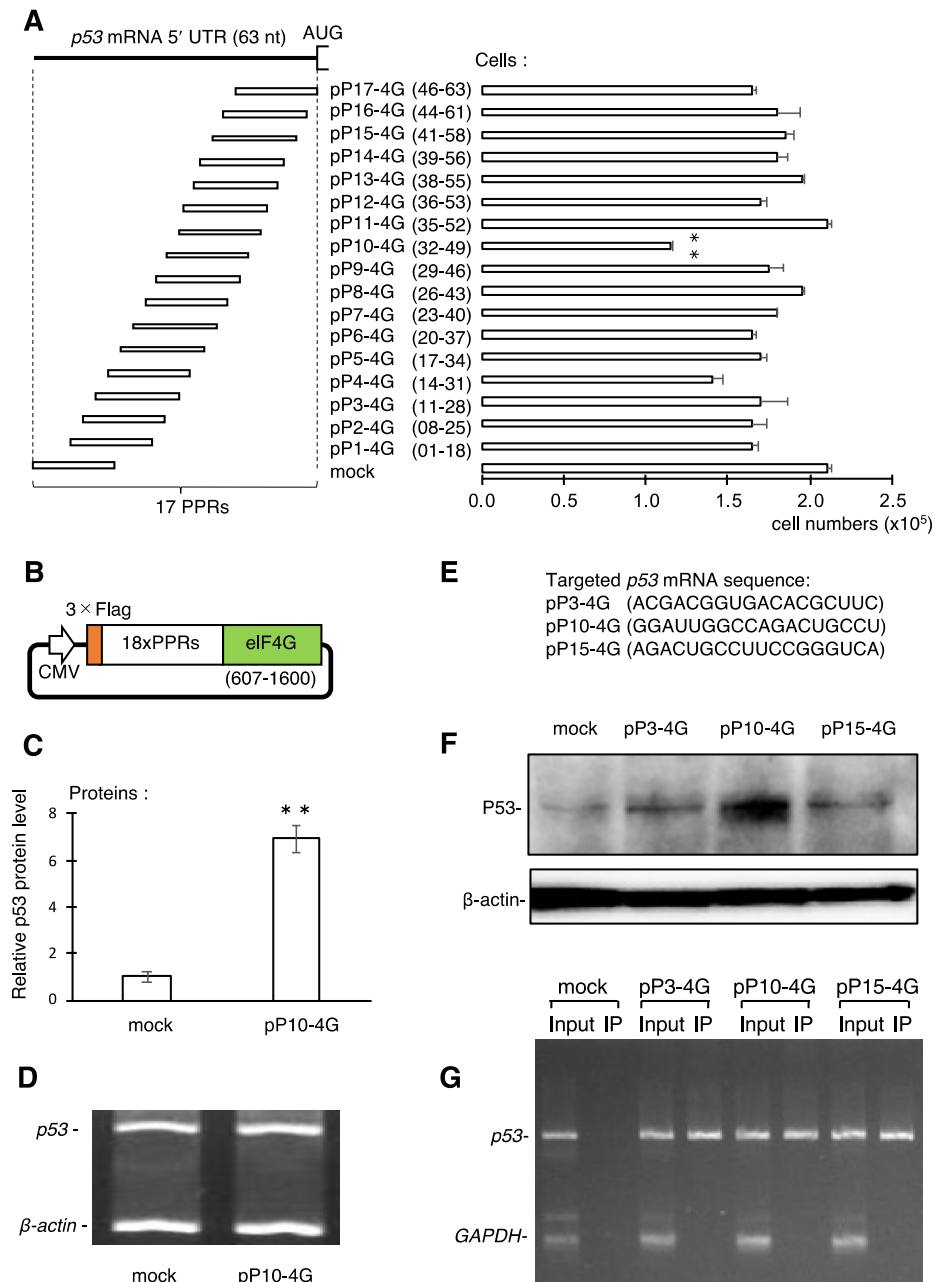 A
p53 mRNA 5′ UTR (63 nt)
AUG
Cells :
pP17-4G (46-63)
pP16-4G (44-61)
pP15-4G (41-58)
pP14-4G (39-56)
pP13-4G (38-55)
pP12-4G (36-53)
pP11-4G (35-52)
pP10-4G (32-49) * *
pP9-4G (29-46)
pP8-4G (26-43)
pP7-4G (23-40)
pP6-4G (20-37)
pP5-4G (17-34)
pP4-4G (14-31)
pP3-4G (11-28)
pP2-4G (08-25)
pP1-4G (01-18)
mock
17 PPRs
0.0 0.5 1.0 1.5 2.0 2.5
cell numbers (x10⁵)
B
3 × Flag
18xPPRs eIF4G
CMV
(607-1600)
E
Targeted p53 mRNA sequence:
pP3-4G (ACGACGGUGACACGCUUC)
pP10-4G (GGAUUGGCCAGACUGCCU)
pP15-4G (AGACUGCCUUCCGGGUCA)
C
Proteins :
Relative p53 protein level
8
6
4
2
0
* *
mock pP10-4G
F
mock pP3-4G pP10-4G pP15-4G
P53-
β-actin-
D
p53 -
β-actin -
mock pP10-4G
G
mock pP3-4G pP10-4G pP15-4G
Input IP Input IP Input IP Input IP
p53-
GAPDH-